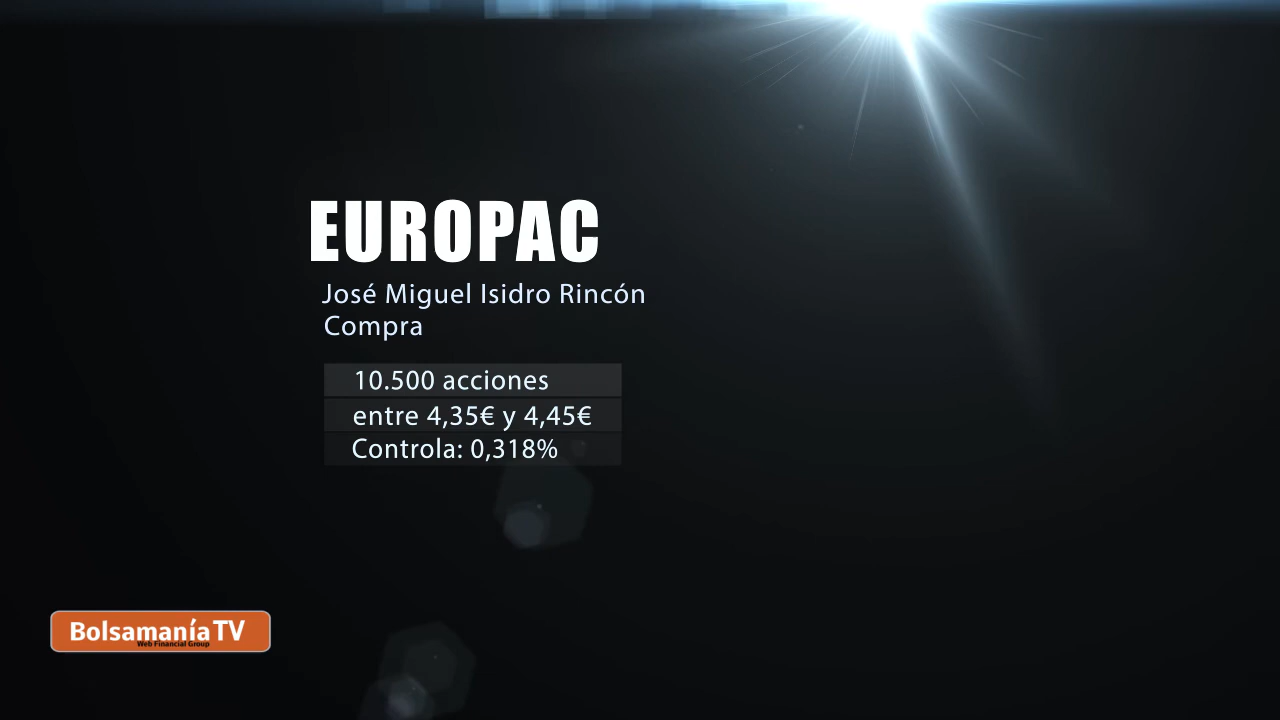 EUROPAC
José Miguel Isidro Rincón
Compra
10.500 acciones
entre 4,35€ y 4,45€
Controla: 0,318%
Bolsamanía TV
Web Financial Group